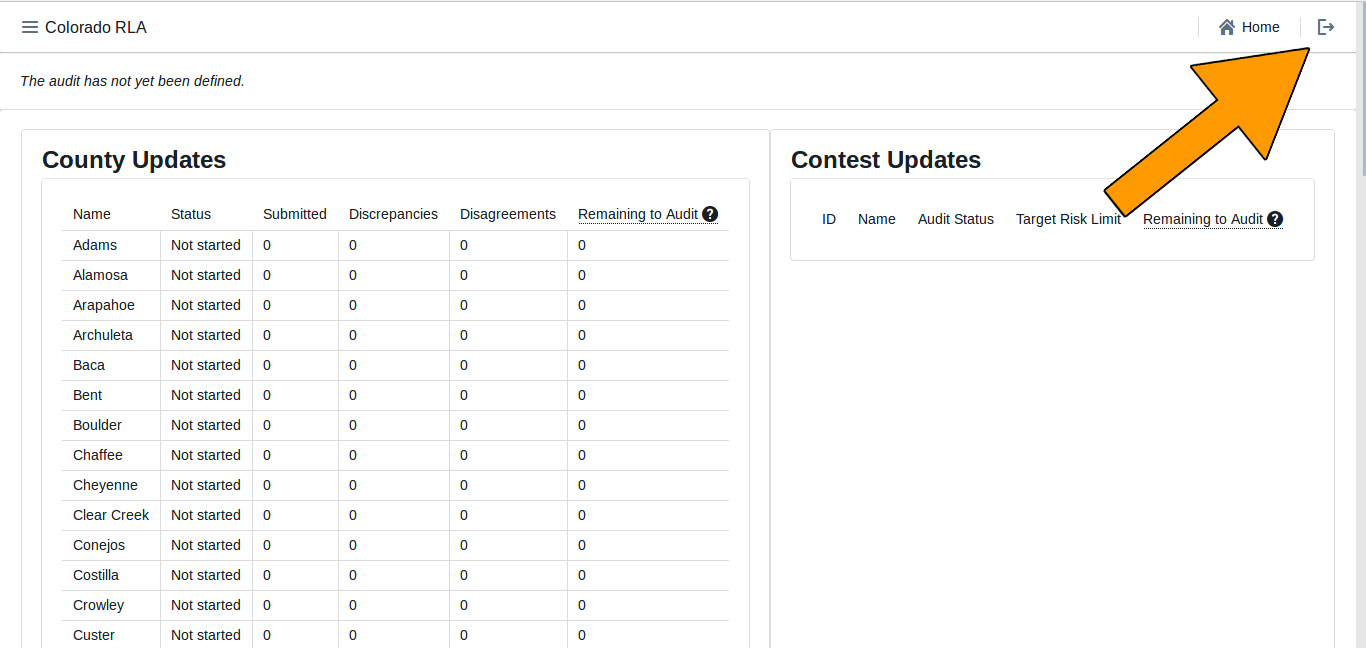 Colorado RLA Home
The audit has not yet been defined.
County Updates
Name Status Submitted Discrepancies Disagreements Remaining to Audit ?
Adams Not started 0 0 0 0
Alamosa Not started 0 0 0 0
Arapahoe Not started 0 0 0 0
Archuleta Not started 0 0 0 0
Baca Not started 0 0 0 0
Bent Not started 0 0 0 0
Boulder Not started 0 0 0 0
Chaffee Not started 0 0 0 0
Cheyenne Not started 0 0 0 0
Clear Creek Not started 0 0 0 0
Conejos Not started 0 0 0 0
Costilla Not started 0 0 0 0
Crowley Not started 0 0 0 0
Custer Not started 0 0 0 0
Contest Updates
ID Name Audit Status Target Risk Limit Remaining to Audit ?